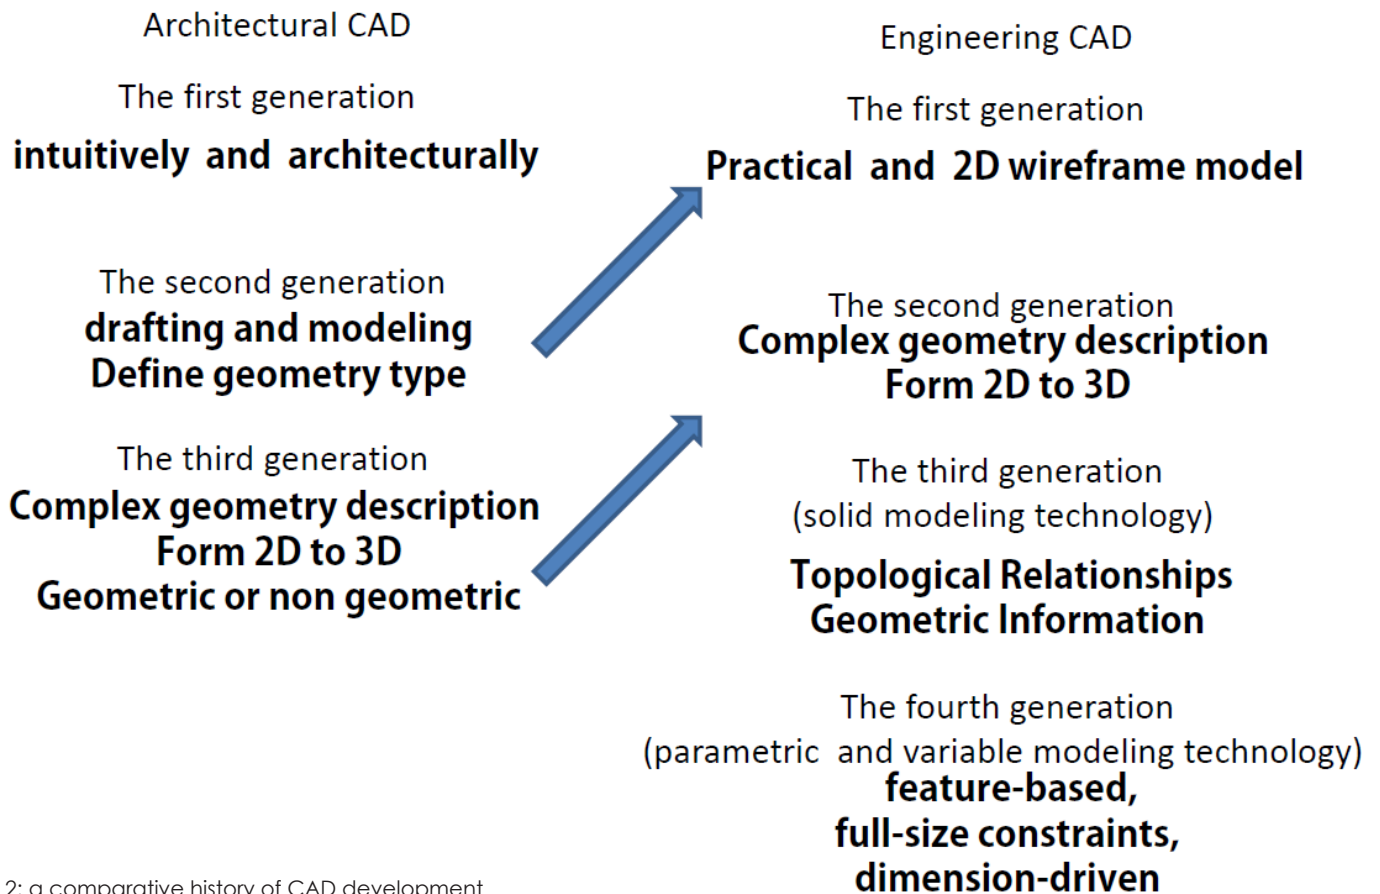 Architectural CAD
The first generation
intuitively and architecturally
The second generation
drafting and modeling
Define geometry type
The third generation
Complex geometry description
Form 2D to 3D
Geometric or non geometric
Engineering CAD
The first generation
Practical and 2D wireframe model
The second generation
Complex geometry description
Form 2D to 3D
The third generation
(solid modeling technology)
Topological Relationships
Geometric Information
The fourth generation
(parametric and variable modeling technology)
feature-based,
full-size constraints,
dimension-driven
2: a comparative history of CAD development